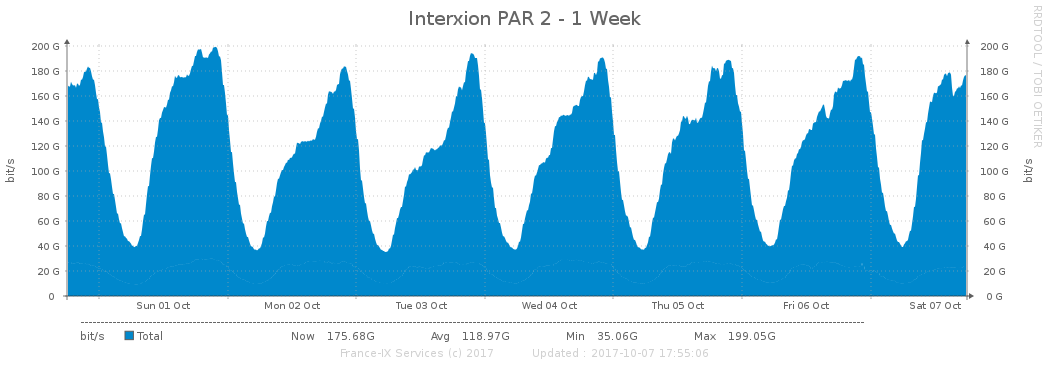 Interxion PAR 2 - 1 Week
RRDTOOL / TOBI OETIKER
200 G 200 G
180 G 180 G
160 G 160 G
140 G 140 G
120 G 120 G
100 G 100 G
80 G 80 G
60 G 60 G
40 G 40 G
20 G 20 G
0 0 G
bit/s bit/s
Sun 01 Oct Mon 02 Oct Tue 03 Oct Wed 04 Oct Thu 05 Oct Fri 06 Oct Sat 07 Oct
bit/s Total Now 175.68G Avg 118.97G Min 35.06G Max 199.05G
France-IX Services (c) 2017 Updated : 2017-10-07 17:55:06